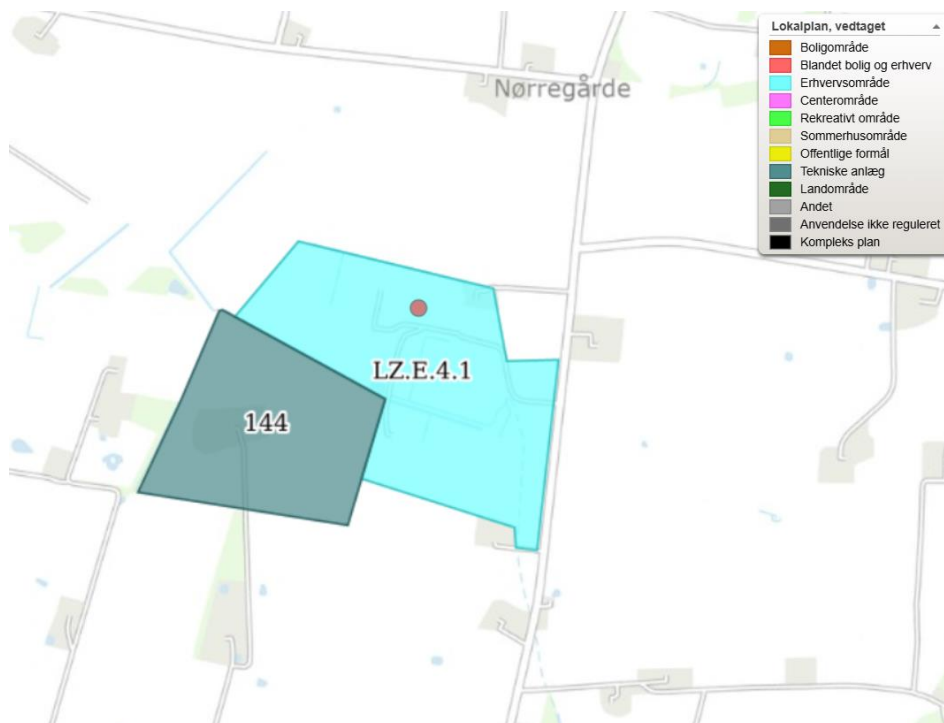 Lokalplan, vedtaget
Boligområde
Blandet bolig og erhverv
Erhvervsområde
Centerområde
Rekreativt område
Sommerhusområde
Offentlige formål
Tekniske anlæg
Landområde
Andet
Anvendelse ikke reguleret
Kompleks plan
Nørregårde
LZ.E.4.1
144